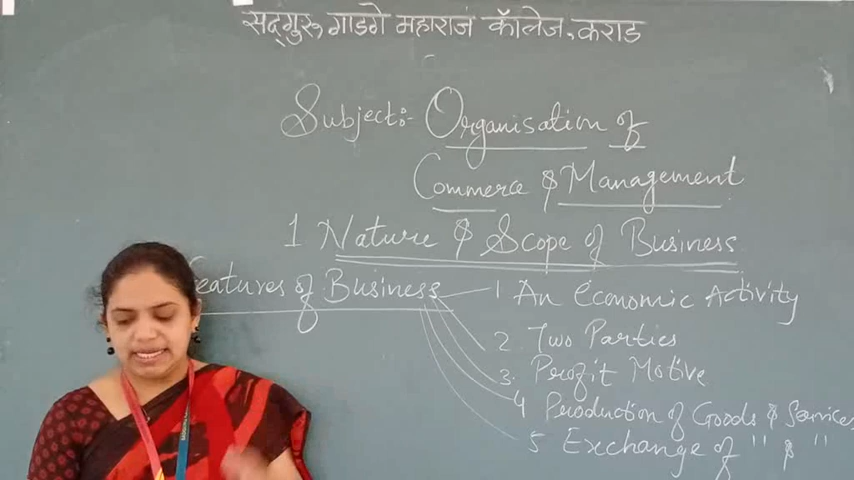 सद्गुरू गाडगे महाराज कॉलेज, कराड
Subject:- Organisation of
Commerce & Management
1 Nature & Scope of Business
Features of Business
1 An Economic Activity
2. Two Parties
3. Profit Motive
4 Production of Goods & Services
5 Exchange of " & "